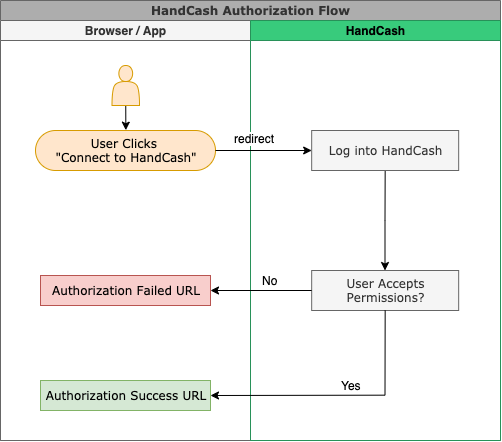 HandCash Authorization Flow
Browser / App
HandCash
User Clicks
"Connect to HandCash"
redirect
Log into HandCash
Authorization Failed URL
No
User Accepts
Permissions?
Authorization Success URL
Yes